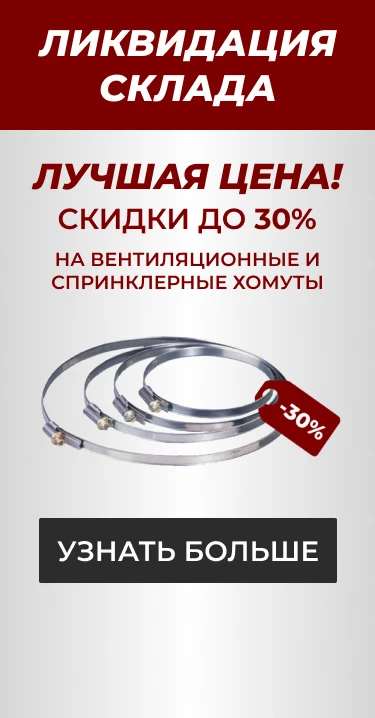 ЛИКВИДАЦИЯ
СКЛАДА
ЛУЧШАЯ ЦЕНА!
СКИДКИ ДО 30%
НА ВЕНТИЛЯЦИОННЫЕ И
СПРИНКЛЕРНЫЕ ХОМУТЫ
-30%
УЗНАТЬ БОЛЬШЕ